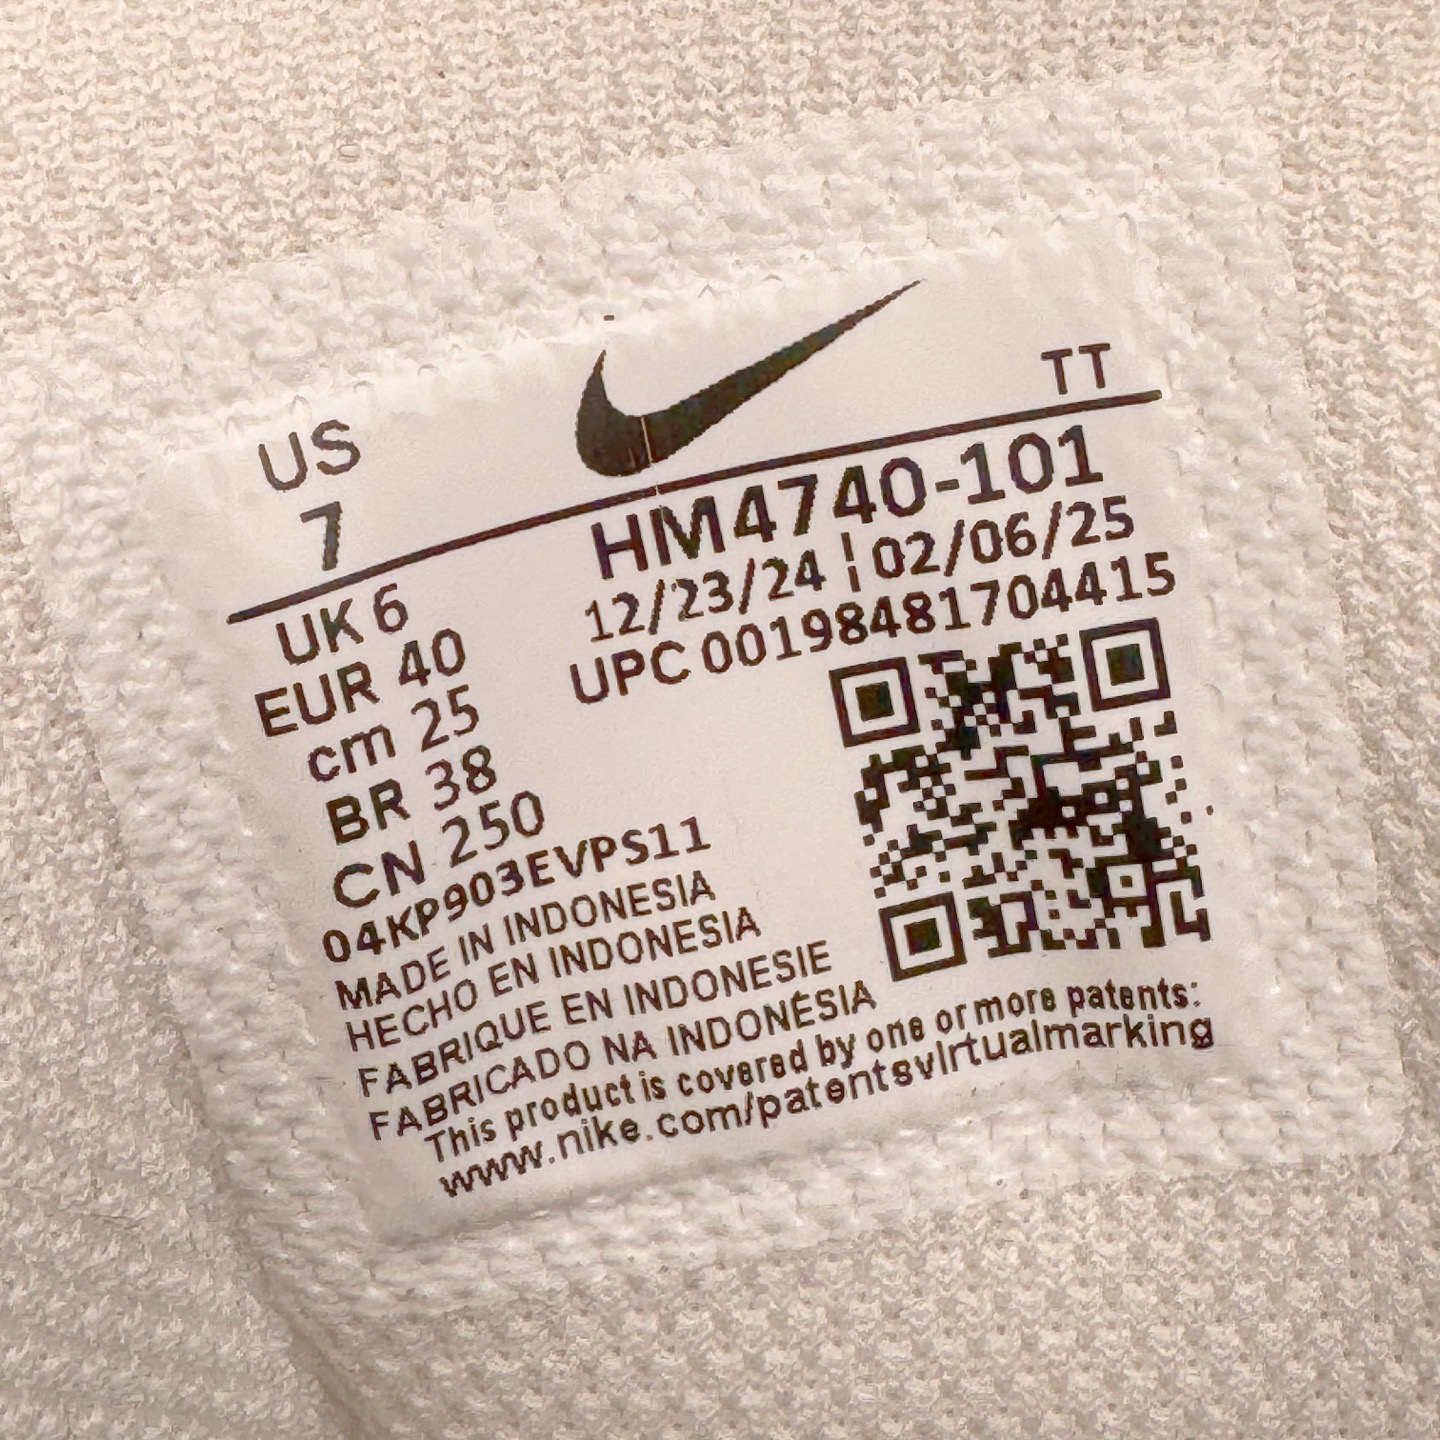 US
7
TT
HM4740-101
12/23/24 ¦ 02/06/25
UPC 00198481704415
UK 6
EUR 40
cm 25
BR 38
CN 250
04KP903EVPS11
MADE IN INDONESIA
HECHO EN INDONESIA
FABRIQUE EN INDONESIE
FABRICADO NA INDONÉSIA
This product is covered by one or more patents:
www.nike.com/patentsvirtualmarking